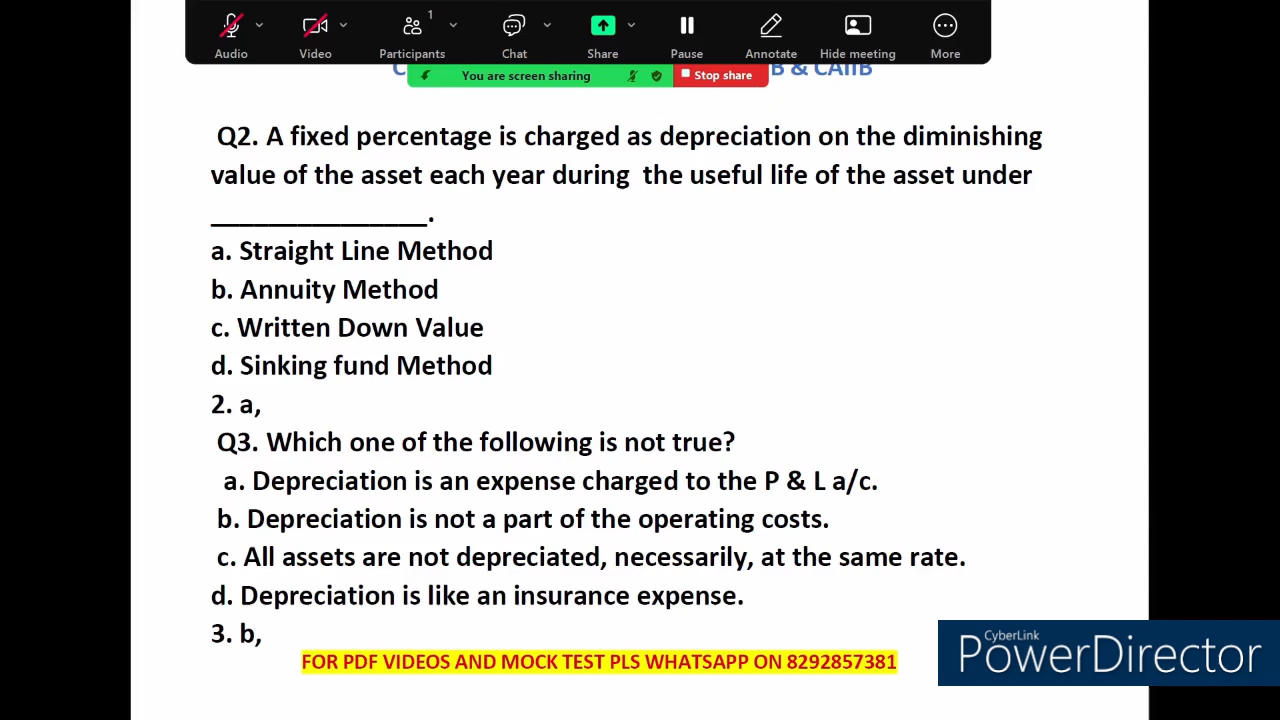 1
Audio Video Participants Chat Share Pause Annotate Hide meeting More
You are screen sharing Stop share
B & CAIIB
Q2. A fixed percentage is charged as depreciation on the diminishing
value of the asset each year during the useful life of the asset under
_______________.
a. Straight Line Method
b. Annuity Method
c. Written Down Value
d. Sinking fund Method
2. a,
Q3. Which one of the following is not true?
a. Depreciation is an expense charged to the P & L a/c.
b. Depreciation is not a part of the operating costs.
c. All assets are not depreciated, necessarily, at the same rate.
d. Depreciation is like an insurance expense.
3. b,
FOR PDF VIDEOS AND MOCK TEST PLS WHATSAPP ON 8292857381
CyberLink
PowerDirector